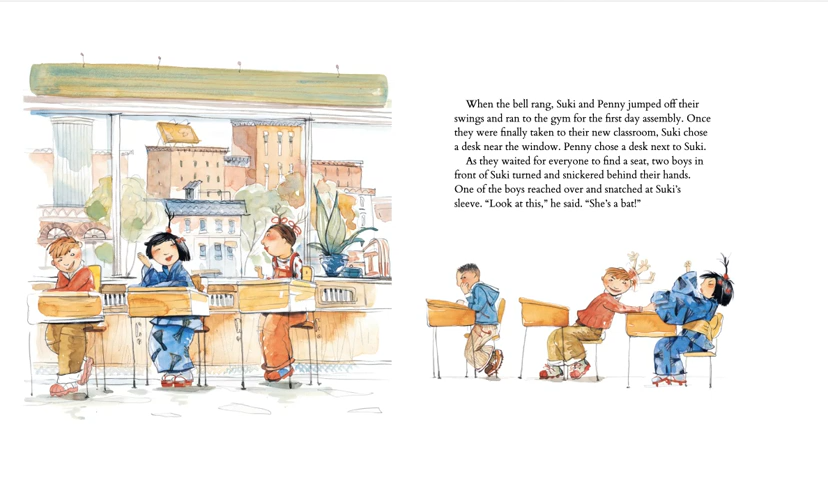 When the bell rang, Suki and Penny jumped off their
swings and ran to the gym for the first day assembly. Once
they were finally taken to their new classroom, Suki chose
a desk near the window. Penny chose a desk next to Suki.
As they waited for everyone to find a seat, two boys in
front of Suki turned and snickered behind their hands.
One of the boys reached over and snatched at Suki’s
sleeve. “Look at this,” he said. “She’s a bat!”